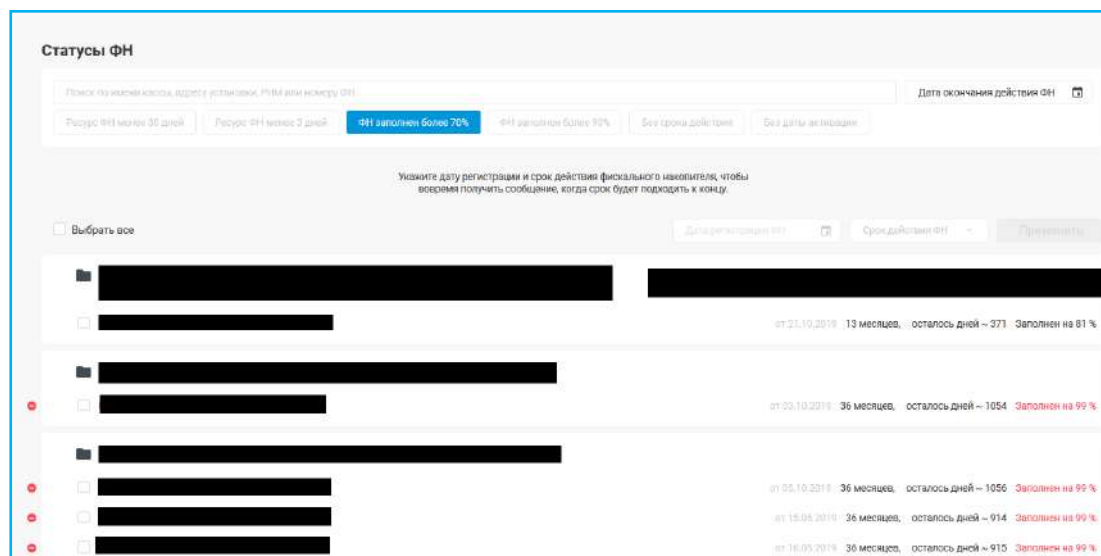 Статусы ФН
Поиск по имени кассы, адресу установки, РНМ или номеру ФН
Дата окончания действия ФН
Ресурс ФН менее 30 дней Ресурс ФН менее 3 дней ФН заполнен более 70% ФН заполнен более 90% Без срока действия Без даты активации
Укажите дату регистрации и срок действия фискального накопителя, чтобы
вовремя получить сообщение, когда срок будет подходить к концу.
Выбрать все Дата регистрации ФН Срок действия ФН Применить
от 21.10.2019 13 месяцев, осталось дней ~ 371 Заполнен на 81 %
от 03.10.2019 36 месяцев, осталось дней ~ 1054 Заполнен на 99 %
от 05.10.2019 36 месяцев, осталось дней ~ 1056 Заполнен на 99 %
от 15.05.2019 36 месяцев, осталось дней ~ 914 Заполнен на 99 %
от 16.05.2019 36 месяцев, осталось дней ~ 915 Заполнен на 99 %